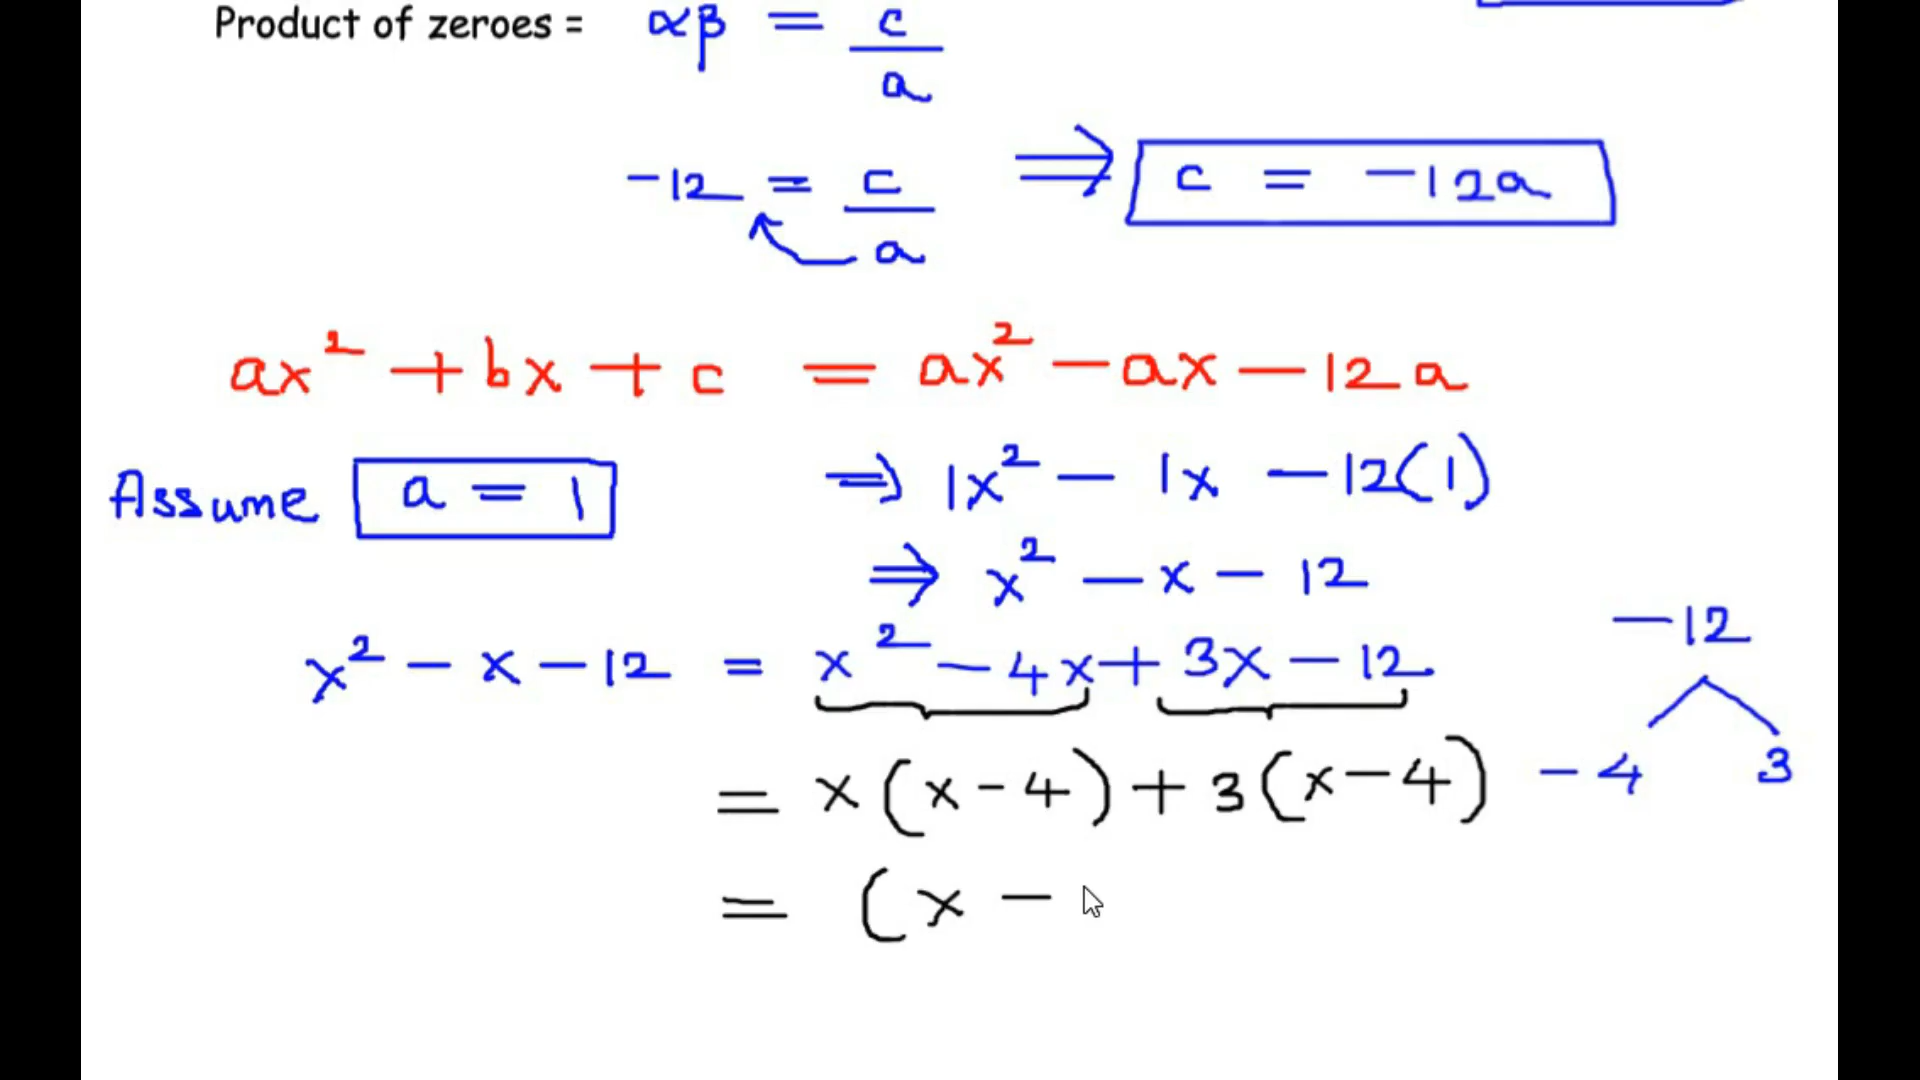 Product of zeroes = αβ = c/a
-12 = c/a ⇒ c = -12a
ax² + bx + c = ax² - ax - 12a
Assume a = 1 ⇒ 1x² - 1x - 12(1)
⇒ x² - x - 12
x² - x - 12 = x² - 4x + 3x - 12
-12
= x(x - 4) + 3(x - 4)
-4 3
= (x -